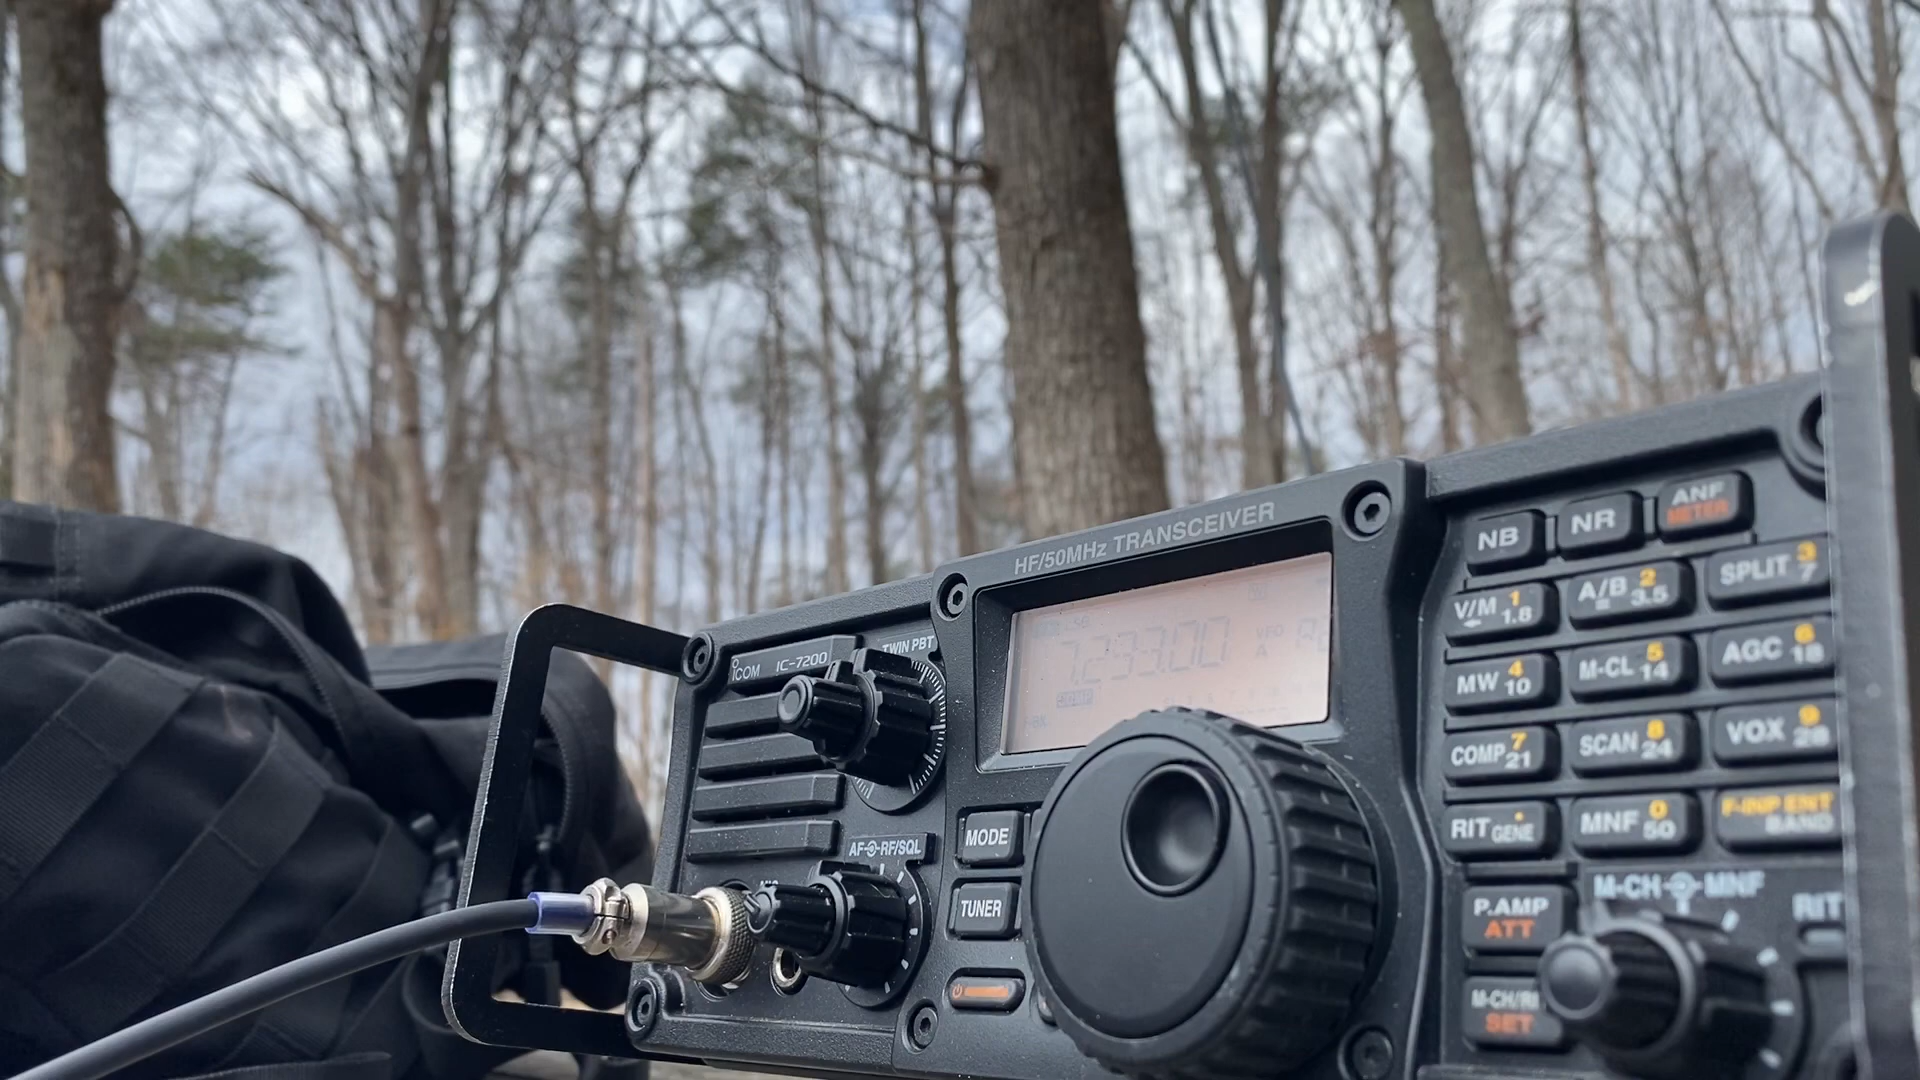 HF/50MHz TRANSCEIVER
ICOM IC-7200
TWIN PBT
7.239.00
VFO
A
MODE
TUNER
AF RF/SQL
NB
NR
ANF
METER
V/M 1 1.8
A/B 2 3.5
SPLIT 3 7
MW 4 10
M-CL 5 14
AGC 6 18
COMP 7 21
SCAN 8 24
VOX 9 28
RIT . GENE
MNF 0 50
F-INP ENT
BAND
P.AMP
ATT
M-CH MNF
RIT
M-CH/RI
SET